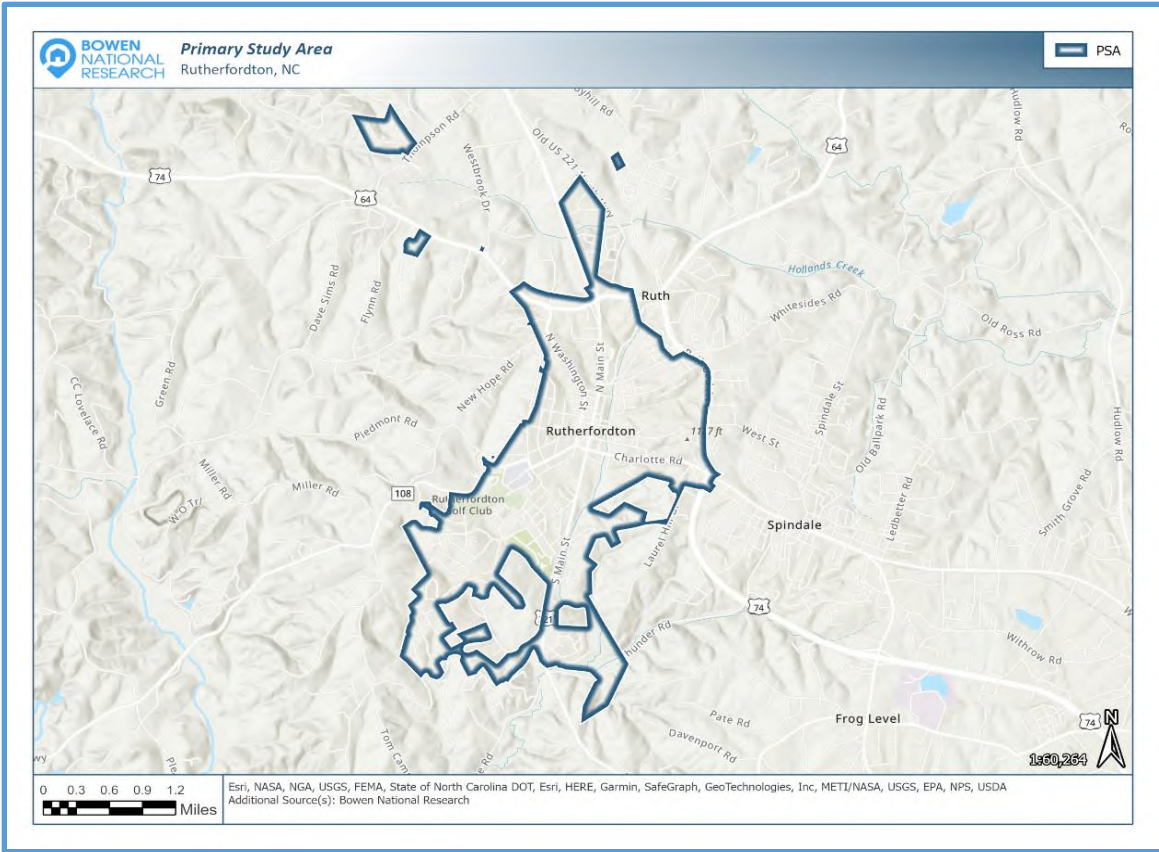 BOWEN
NATIONAL
RESEARCH
Primary Study Area
Rutherfordton, NC
PSA
Thompson Rd
Westbrook Dr
Old US 221
Hudlow Rd
64
74
64
Dave Sims Rd
Flynn Rd
Hollands Creek
Ruth
Whitesides Rd
Old Ross Rd
N Washington St
N Main St
New Hope Rd
Green Rd
CC Lovelace Rd
Piedmont Rd
Rutherfordton
West St
Spindale St
Old Ballpark Rd
Hudlow Rd
Charlotte Rd
Miller Rd
Miller Rd
108
W O Trl
Golf Club
Spindale
Ledbetter Rd
Smith Grove Rd
S Main St
74
Withrow Rd
Pate Rd
Frog Level
Davenport Rd
74
N
1:60,264
0 0.3 0.6 0.9 1.2
Miles
Esri, NASA, NGA, USGS, FEMA, State of North Carolina DOT, Esri, HERE, Garmin, SafeGraph, GeoTechnologies, Inc, METI/NASA, USGS, EPA, NPS, USDA
Additional Source(s): Bowen National Research